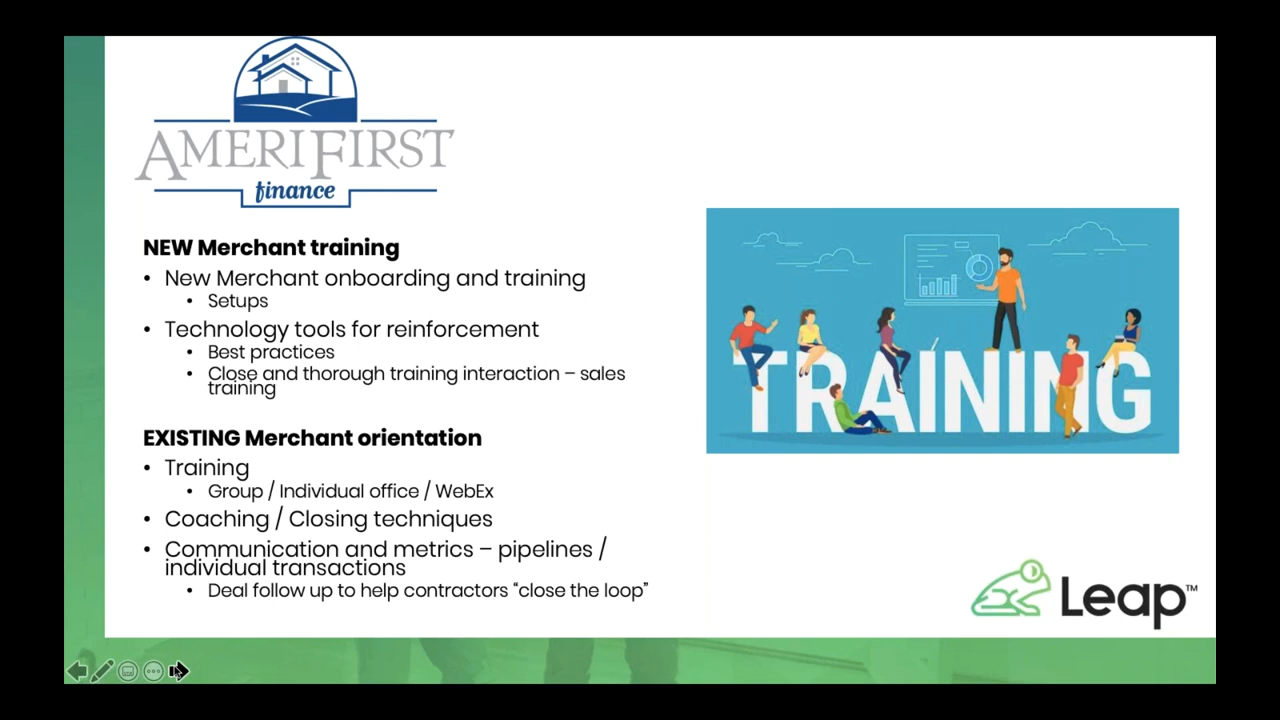 AMERIFIRST
finance
NEW Merchant training
• New Merchant onboarding and training
• Setups
• Technology tools for reinforcement
• Best practices
• Close and thorough training interaction – sales
training
EXISTING Merchant orientation
• Training
• Group / Individual office / WebEx
• Coaching / Closing techniques
• Communication and metrics – pipelines /
individual transactions
• Deal follow up to help contractors “close the loop”
TRAINING
Leap™